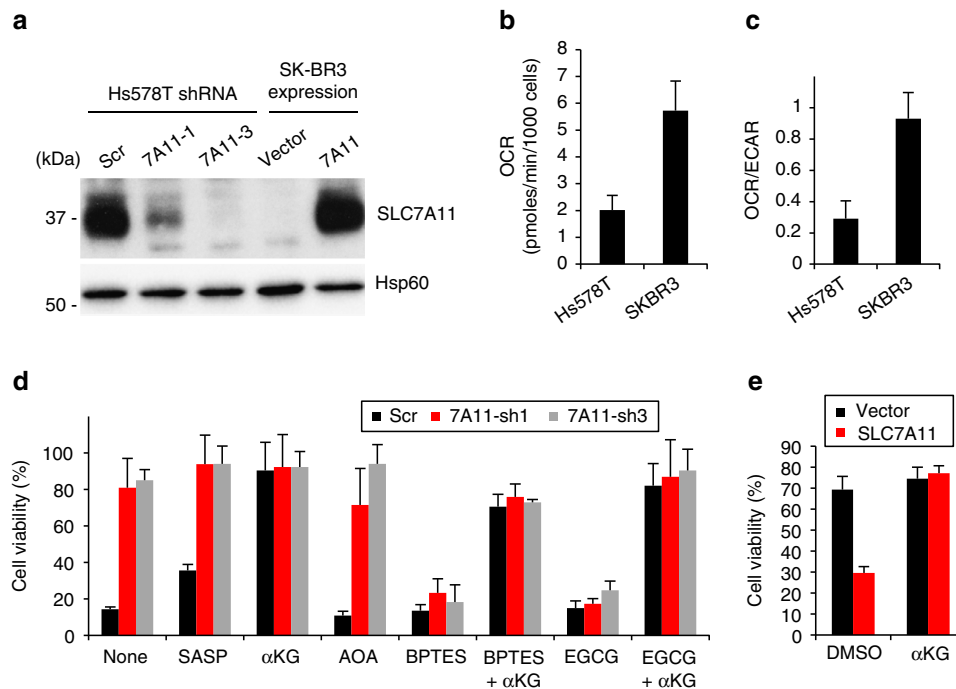 a
Hs578T shRNA
SK-BR3
expression
(kDa)
Scr
7A11-1
7A11-3
Vector
7A11
37 -
SLC7A11
50 -
Hsp60
b
OCR
(pmoles/min/1000 cells)
8
7
6
5
4
3
2
1
0
Hs578T
SKBR3
c
OCR/ECAR
1
0.8
0.6
0.4
0.2
0
Hs578T
SKBR3
d
Scr 7A11-sh1 7A11-sh3
Cell viability (%)
100
80
60
40
20
0
None
SASP
αKG
AOA
BPTES
BPTES
+ αKG
EGCG
EGCG
+ αKG
e
Vector
SLC7A11
Cell viability (%)
90
80
70
60
50
40
30
20
10
0
DMSO
αKG